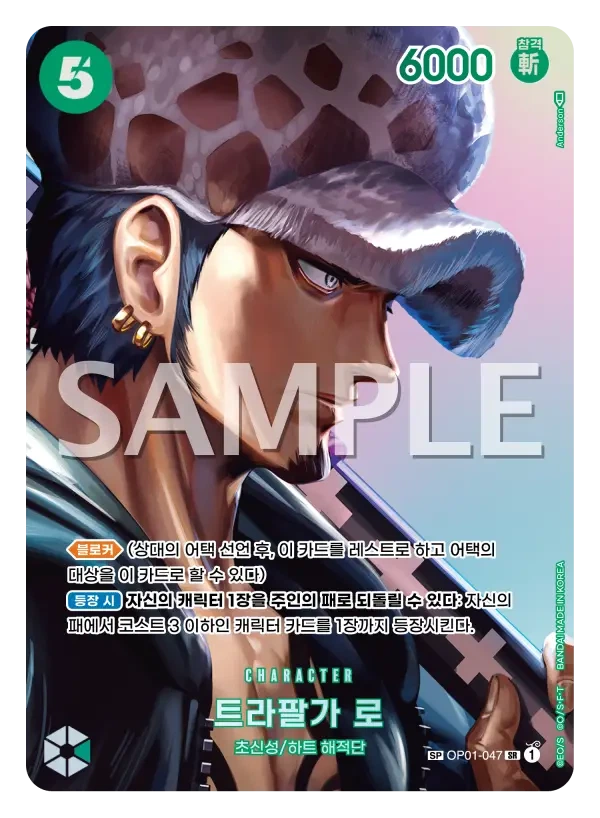 5
6000
참격
斬
Anderson
SAMPLE
블로커 (상대의 어택 선언 후, 이 카드를 레스트로 하고 어택의
대상을 이 카드로 할 수 있다)
등장 시 자신의 캐릭터 1장을 주인의 패로 되돌릴 수 있다: 자신의
패에서 코스트 3 이하인 캐릭터 카드를 1장까지 등장시킨다.
CHARACTER
트라팔가 로
초신성/하트 해적단
SP OP01-047 SR 1
©EO/S ©O/S·F·T BANDAI MADE IN KOREA